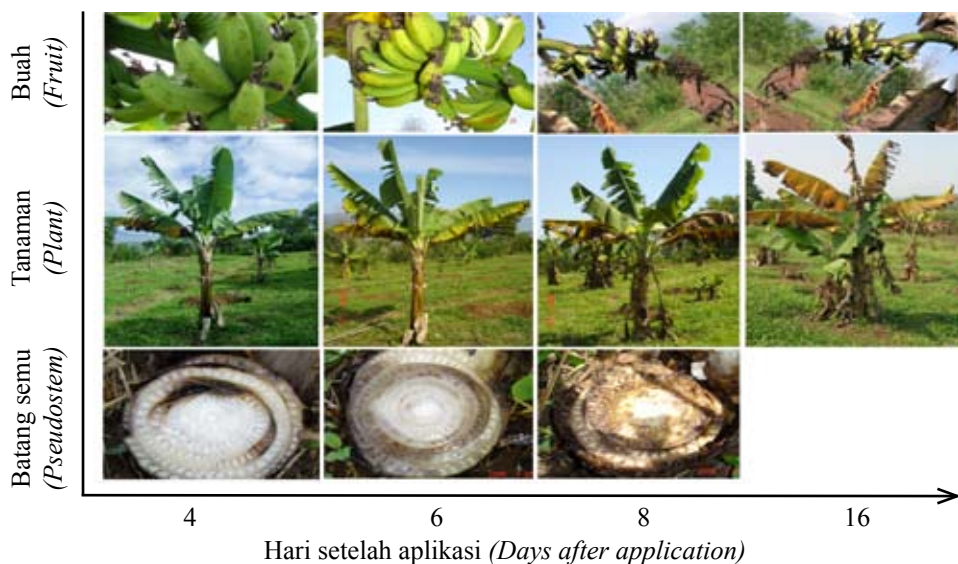 Buah
(Fruit)
Tanaman
(Plant)
Batang semu
(Pseudostem)
4
6
8
16
Hari setelah aplikasi (Days after application)